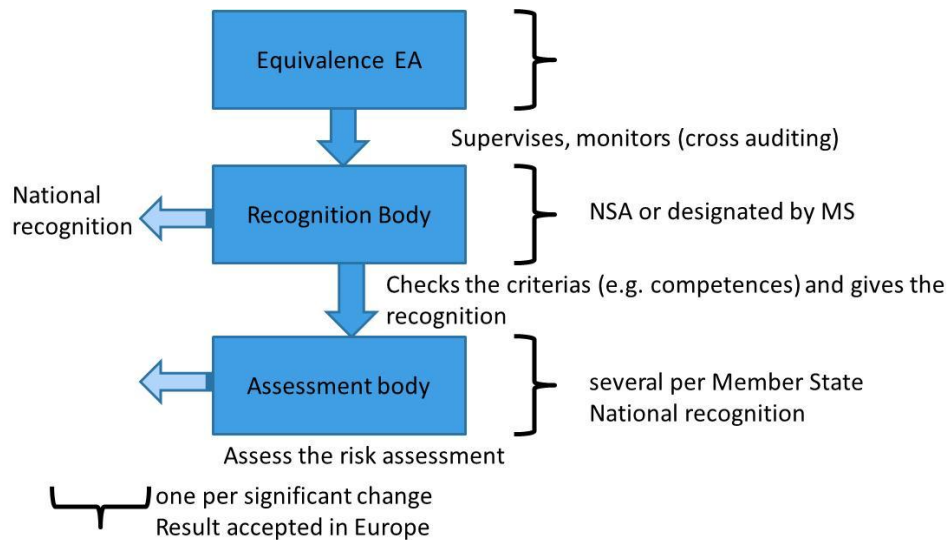 Equivalence EA
Supervises, monitors (cross auditing)
National
recognition
Recognition Body
NSA or designated by MS
Checks the criterias (e.g. competences) and gives the
recognition
Assessment body
several per Member State
National recognition
Assess the risk assessment
one per significant change
Result accepted in Europe